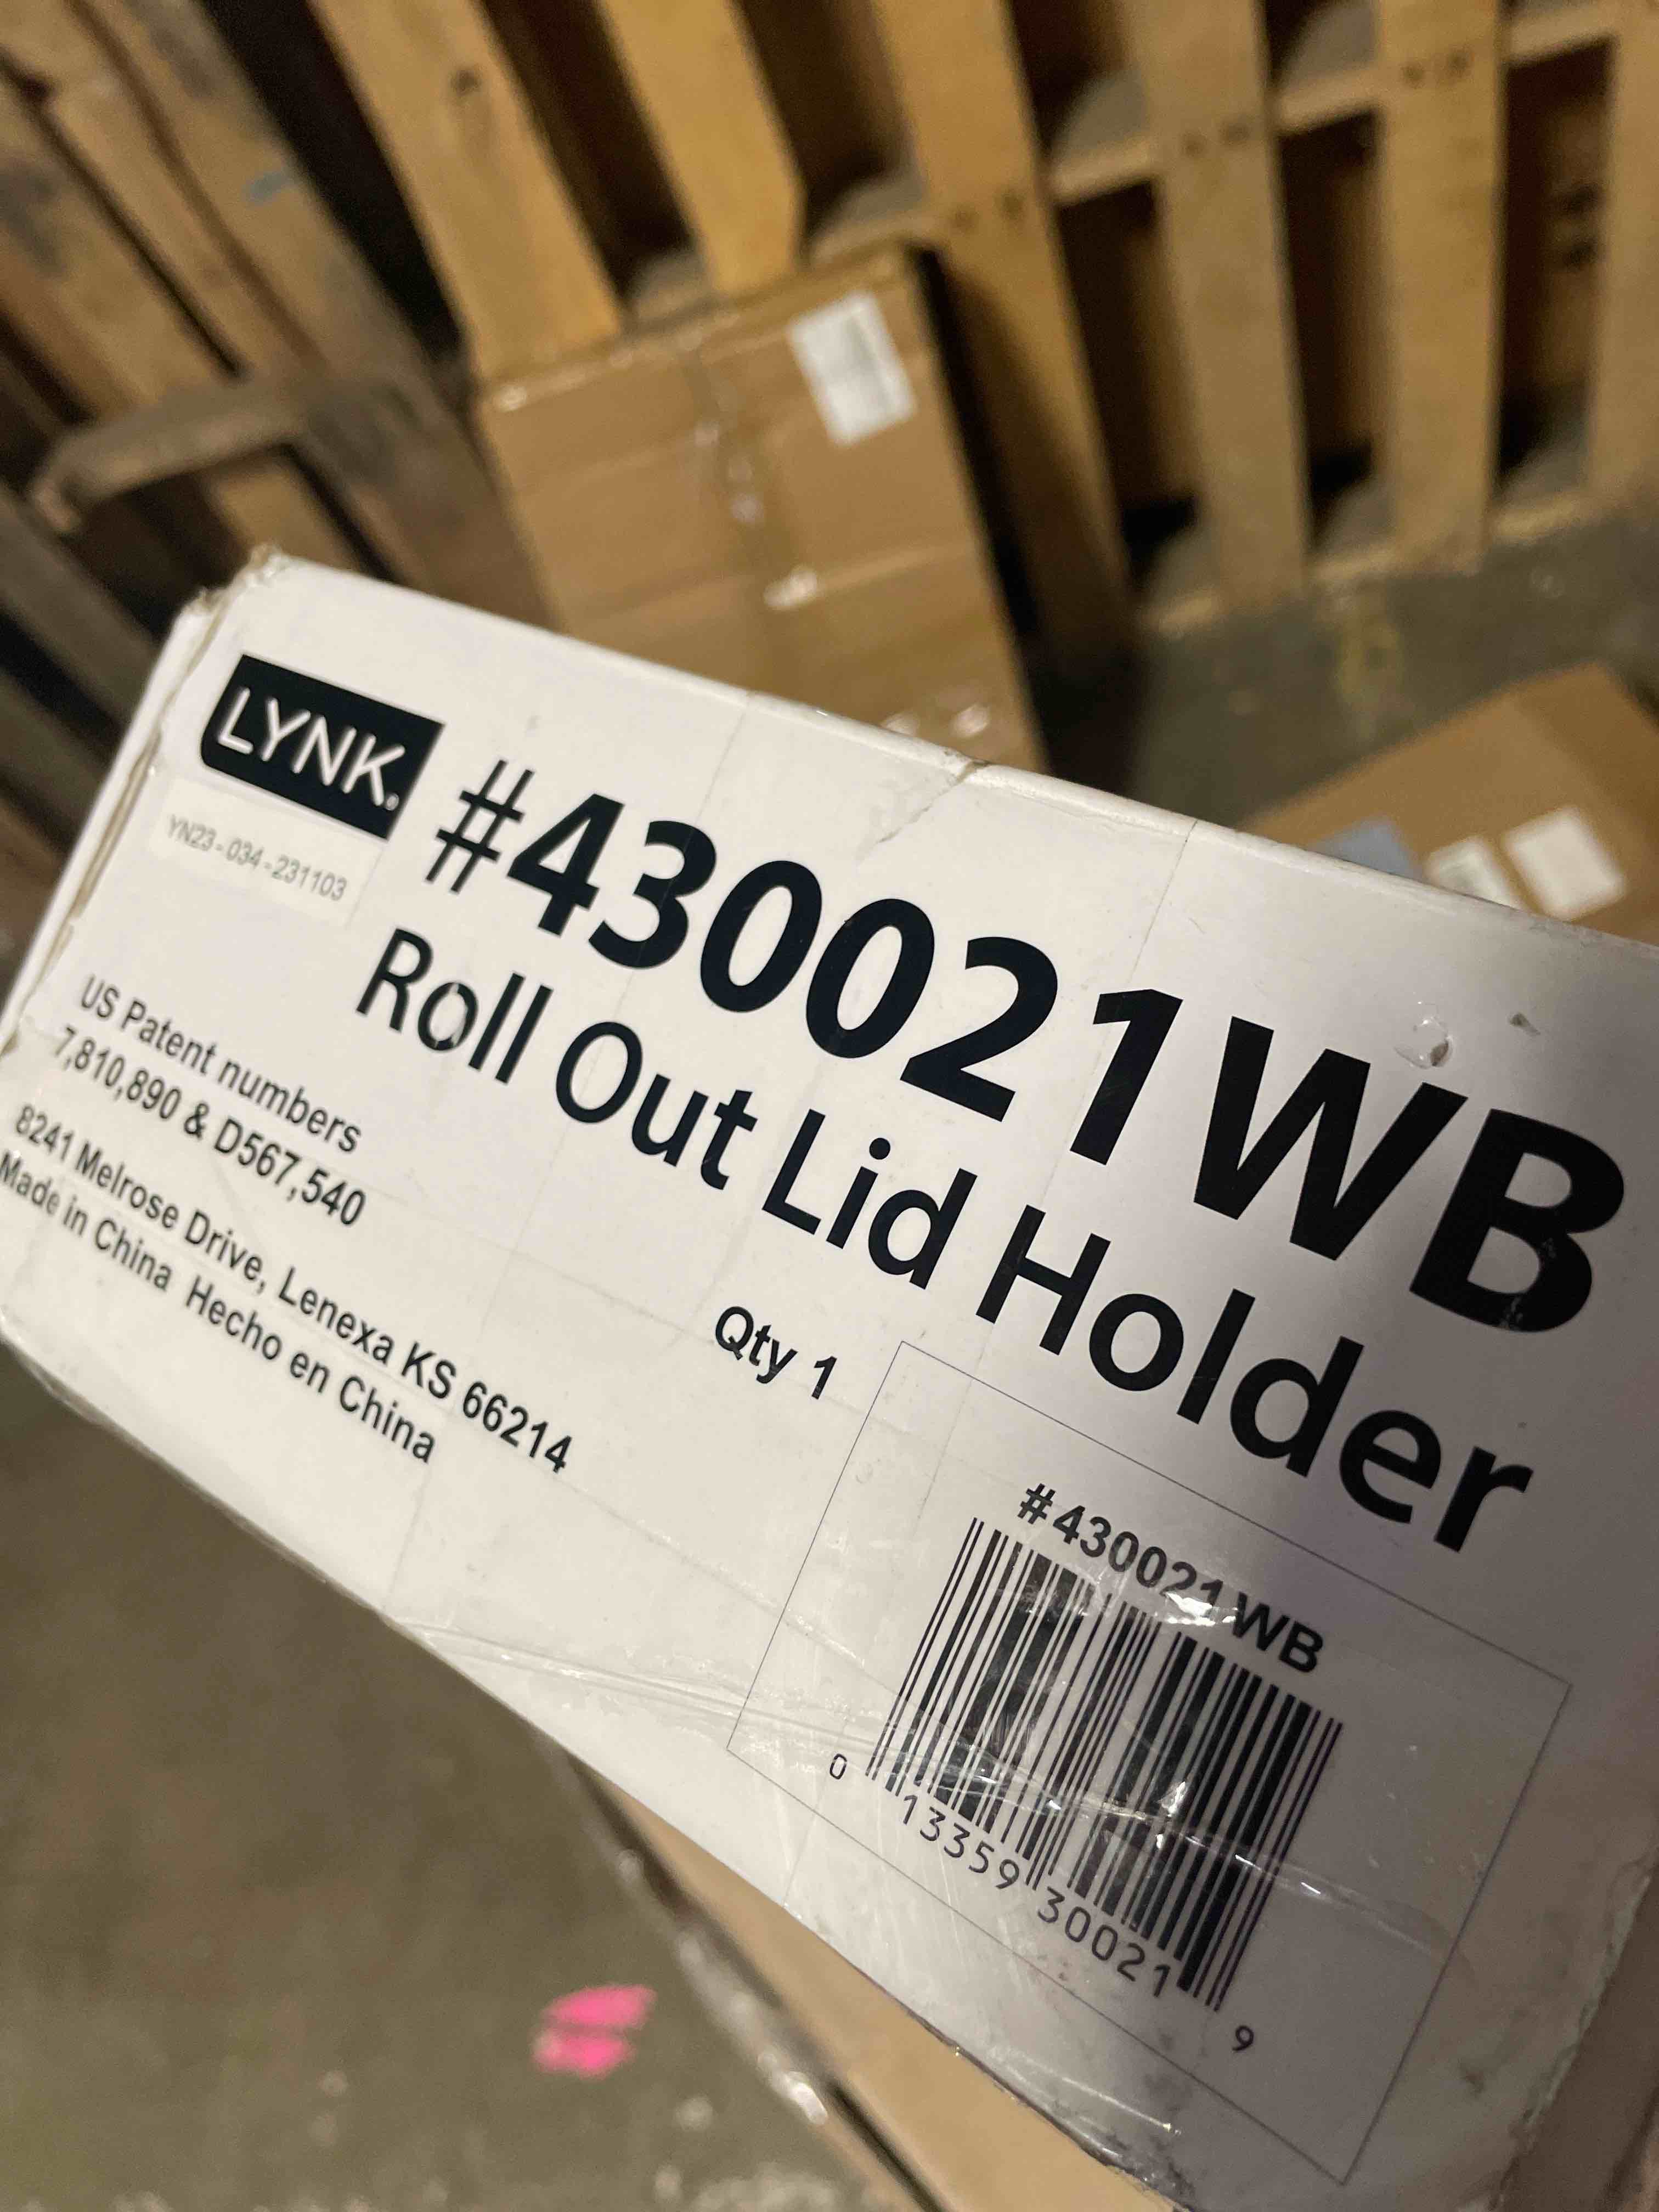 LYNK®
YN23-034-231103
#430021WB
Roll Out Lid Holder
US Patent numbers
7,810,890 & D567,540
8241 Melrose Drive, Lenexa KS 66214
Made in China Hecho en China
Qty 1
#430021WB
0 13359 30021 9